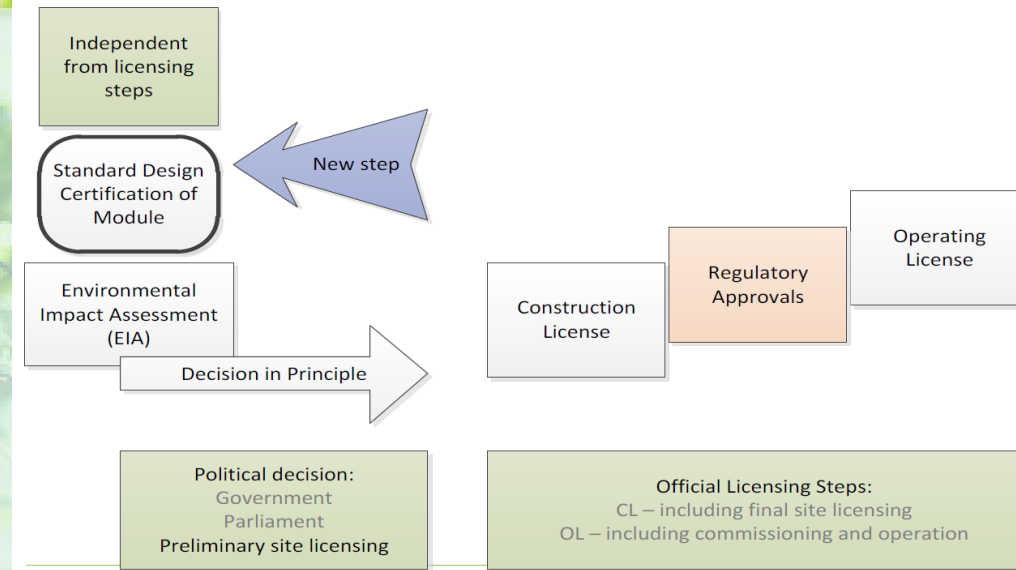 Independent
from licensing
steps
Standard Design
Certification of
Module
New step
Environmental
Impact Assessment
(EIA)
Decision in Principle
Construction
License
Regulatory
Approvals
Operating
License
Political decision:
Government
Parliament
Preliminary site licensing
Official Licensing Steps:
CL – including final site licensing
OL – including commissioning and operation